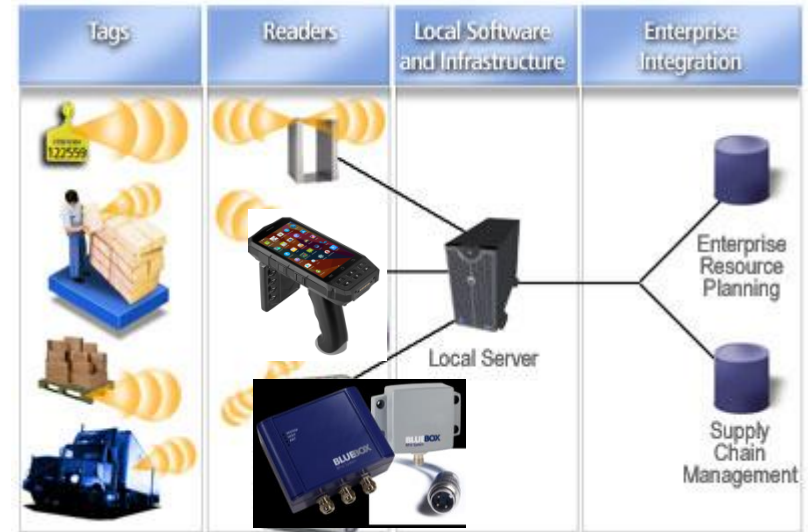 Tags
Readers
Local Software
and Infrastructure
Enterprise
Integration
122559
Enterprise
Resource
Planning
Local Server
Supply
Chain
Management
BLUEBOX
BLUEBOX